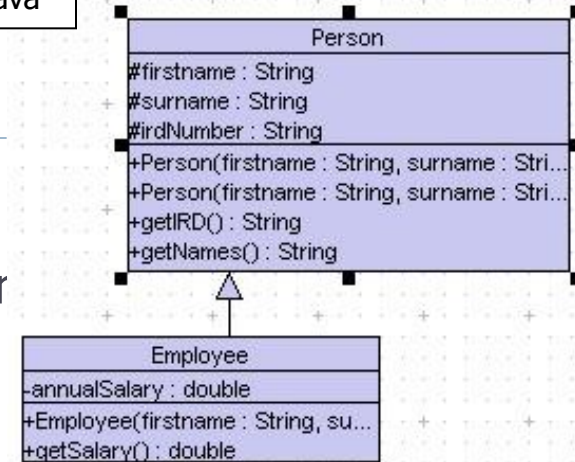 Person
#firstname : String
#surname : String
#irdNumber : String
+Person(firstname : String, surname : Stri...
+Person(firstname : String, surname : Stri...
+getIRD() : String
+getNames() : String
Employee
-annualSalary : double
+Employee(firstname : String, su...
+getSalary() : double